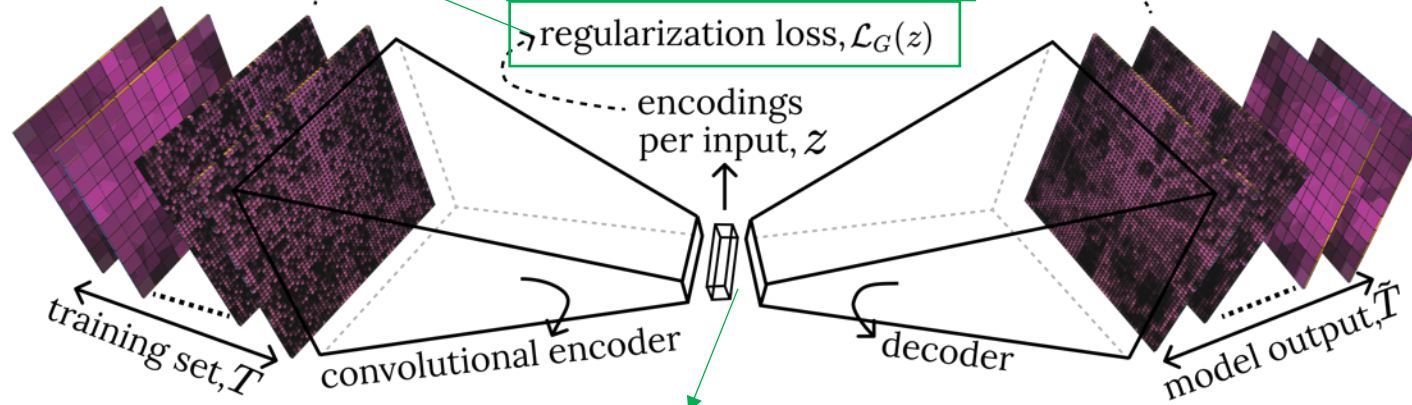 regularization loss, 𝓛_G(z)
encodings
per input, z
training set, T
convolutional encoder
decoder
model output, T̃